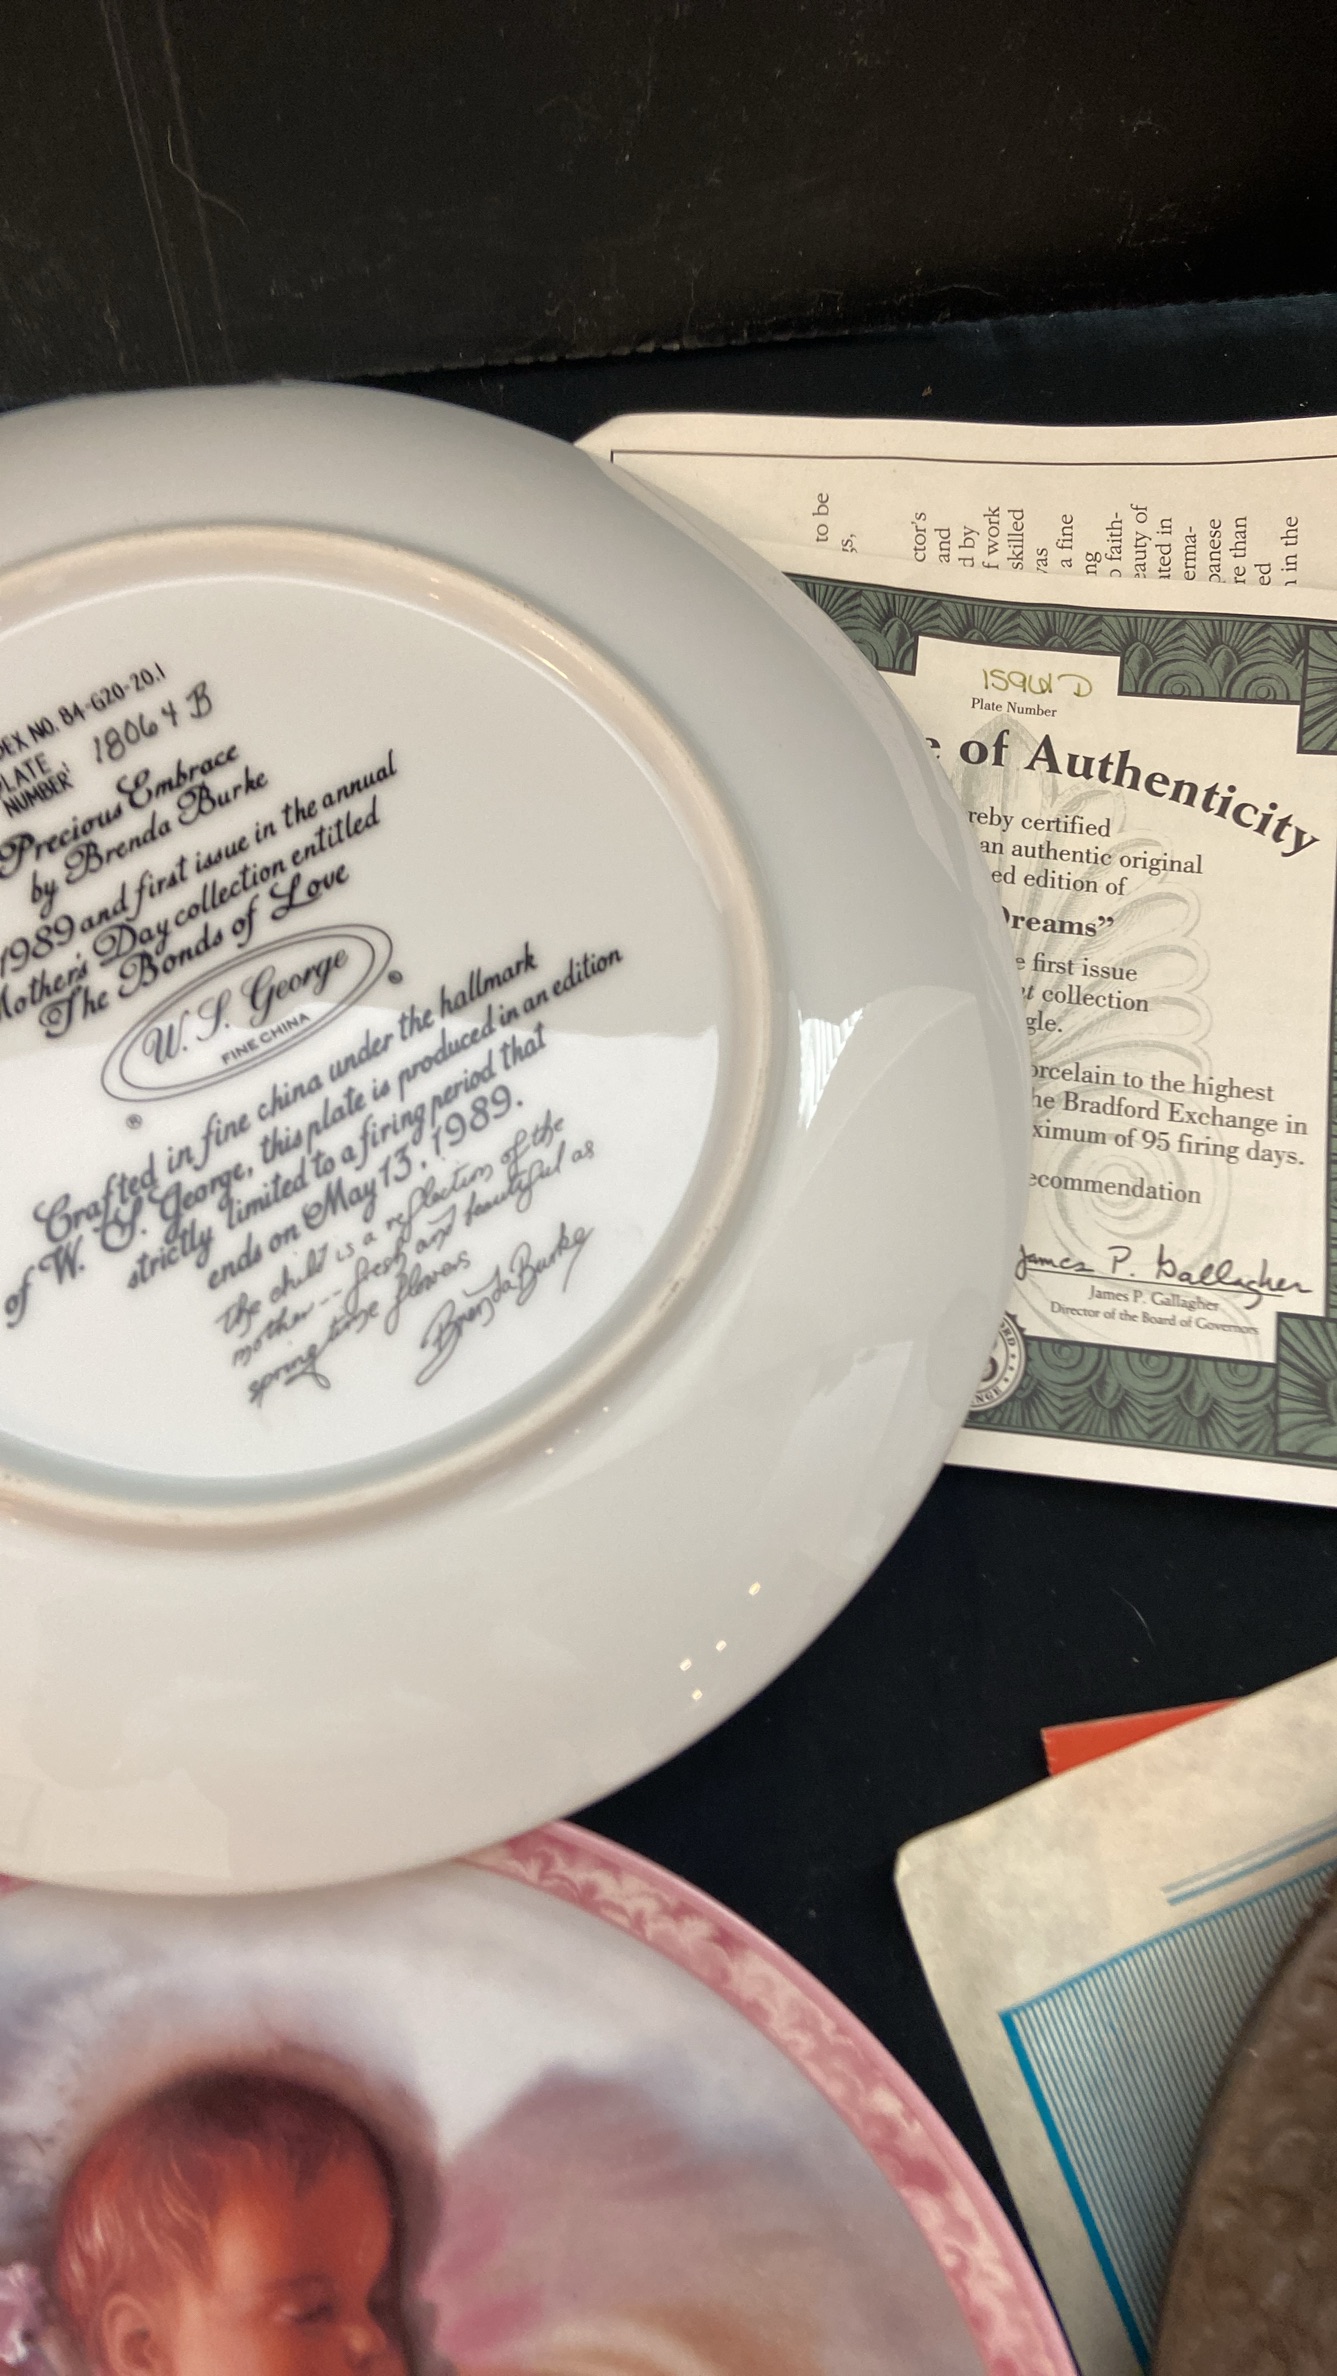 DEX NO. 84-G20-20.1
PLATE
NUMBER: 18064 B
Precious Embrace
by Brenda Burke
1989 and first issue in the annual
Mother's Day collection entitled
The Bonds of Love
W. S. George
FINE CHINA
®
®
Crafted in fine china under the hallmark
of W. S. George, this plate is produced in an edition
strictly limited to a firing period that
ends on May 13, 1989.
the child is a reflection of the
mother -- fresh and beautiful as
spring time flowers
Brenda Burke
to be
ctor's
and
d by
f work
skilled
a fine
ng
faith-
eauty of
ted in
erma-
panese
re than
ed
in the
Plate Number
of Authenticity
reby certified
an authentic original
ed edition of
Dreams”
e first issue
t collection
gle.
orcelain to the highest
he Bradford Exchange in
ximum of 95 firing days.
ecommendation
James P. Gallagher
James P. Gallagher
Director of the Board of Governors
NGE